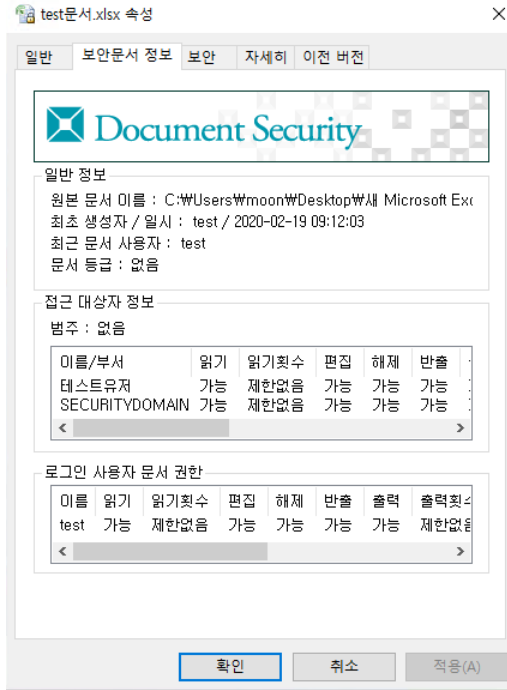 test문서.xlsx 속성
일반 보안문서 정보 보안 자세히 이전 버전
Document Security
일반 정보
원본 문서 이름 : C:₩Users₩moon₩Desktop₩새 Microsoft Exc
최초 생성자 / 일시 : test / 2020-02-19 09:12:03
최근 문서 사용자 : test
문서 등급 : 없음
접근 대상자 정보
범주 : 없음
이름/부서 읽기 읽기횟수 편집 해제 반출
테스트유저 가능 제한없음 가능 가능 가능
SECURITYDOMAIN 가능 제한없음 가능 가능 가능
로그인 사용자 문서 권한
이름 읽기 읽기횟수 편집 해제 반출 출력 출력횟수
test 가능 제한없음 가능 가능 가능 가능 제한없음
확인 취소 적용(A)